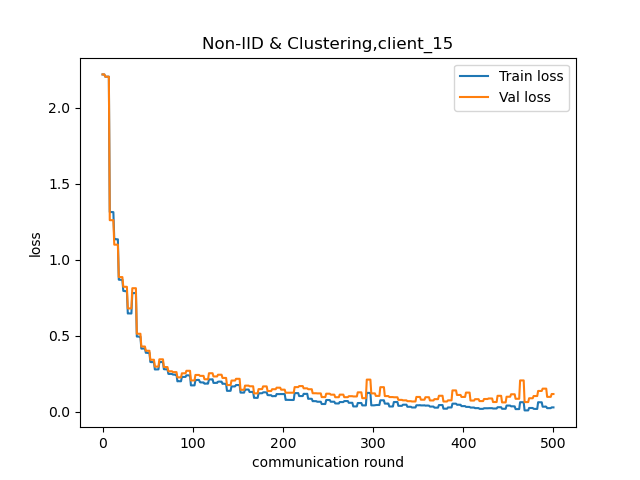 Non-IID & Clustering,client_15
Train loss
Val loss
loss
2.0
1.5
1.0
0.5
0.0
0
100
200
300
400
500
communication round